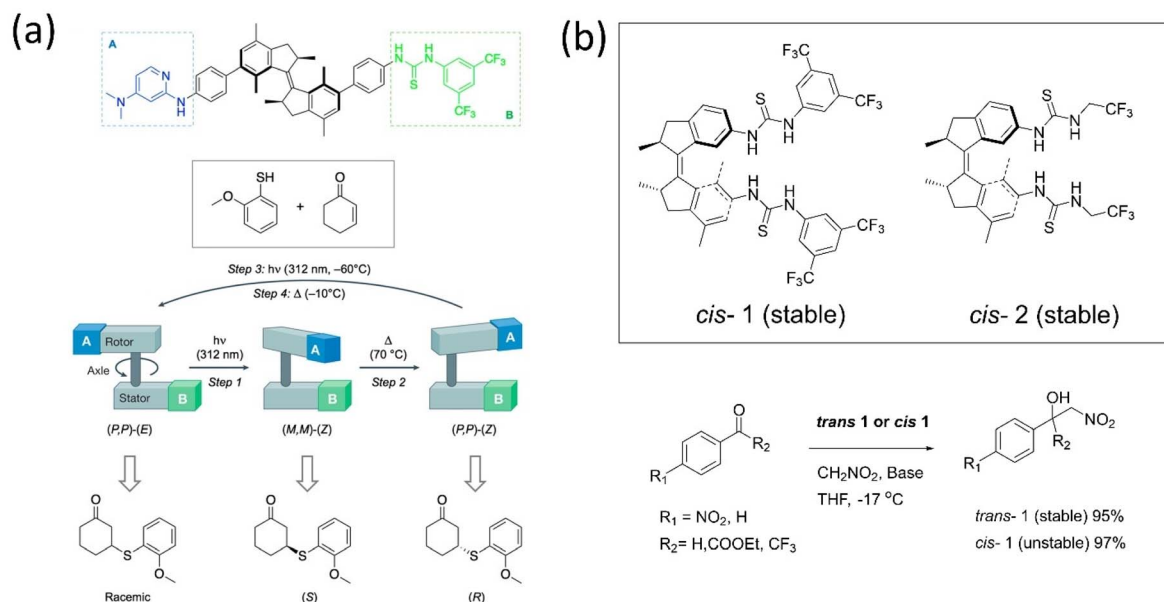 (a)
A
N
N
N
H
H
N
H
N
S
CF₃
CF₃
B
SH
O
+
O
Step 3: hν (312 nm, –60°C)
Step 4: Δ (–10°C)
A
Rotor
Axle
Stator
B
hν
(312 nm)
Step 1
A
B
Δ
(70 °C)
Step 2
A
B
(P,P)-(E)
(M,M)-(Z)
(P,P)-(Z)
O
S
O
Racemic
O
S
O
(S)
O
S
O
(R)
(b)
F₃C
CF₃
S
N
H
N
H
H
N
H
N
S
CF₃
F₃C
cis- 1 (stable)
S
N
H
N
H
CF₃
H
N
H
N
S
CF₃
cis- 2 (stable)
O
R₂
R₁
R₁ = NO₂, H
R₂= H,COOEt, CF₃
trans 1 or cis 1
CH₂NO₂, Base
THF, -17 °C
OH
NO₂
R₂
R₁
trans- 1 (stable) 95%
cis- 1 (unstable) 97%